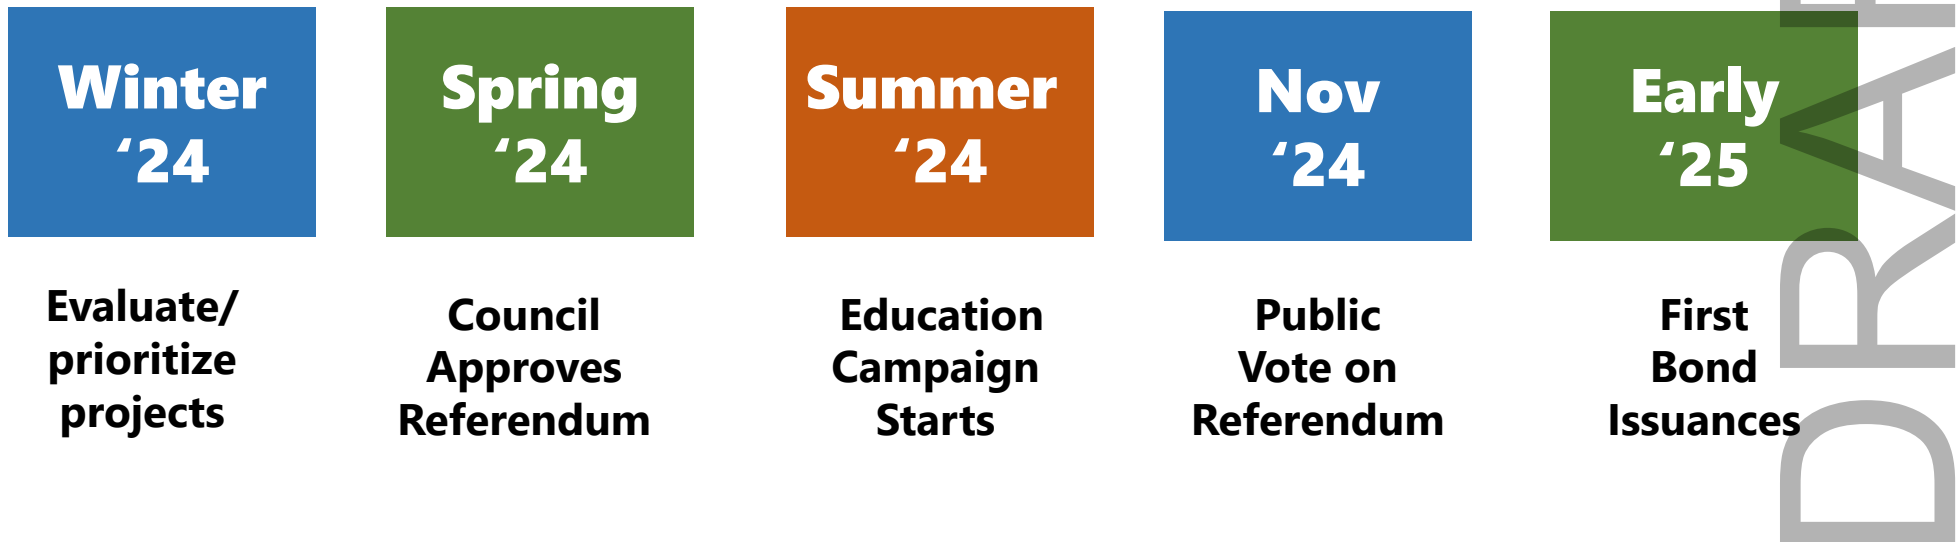 Winter
‘24
Evaluate/
prioritize
projects
Spring
‘24
Council
Approves
Referendum
Summer
‘24
Education
Campaign
Starts
Nov
‘24
Public
Vote on
Referendum
Early
‘25
First
Bond
Issuances